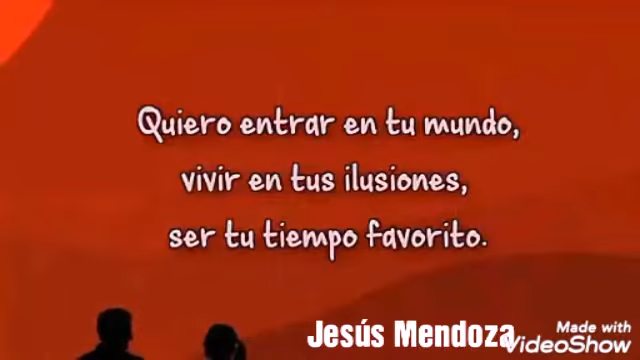 Quiero entrar en tu mundo,
vivir en tus ilusiones,
ser tu tiempo favorito.
Jesús Mendoza
Made with
VideoShow